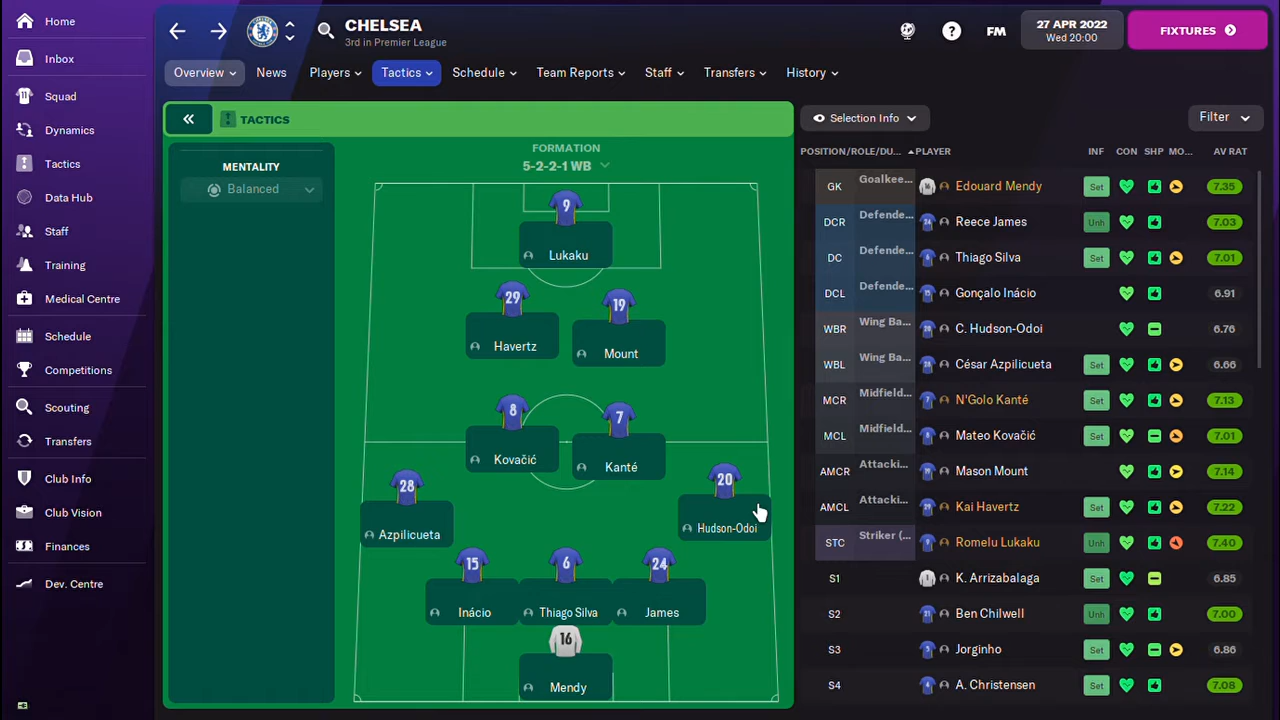 Home
Inbox
Squad
Dynamics
Tactics
Data Hub
Staff
Training
Medical Centre
Schedule
Competitions
Scouting
Transfers
Club Info
Club Vision
Finances
Dev. Centre
CHELSEA
3rd in Premier League
?
FM
27 APR 2022
Wed 20:00
FIXTURES
Overview
News
Players
Tactics
Schedule
Team Reports
Staff
Transfers
History
TACTICS
MENTALITY
Balanced
FORMATION
5-2-2-1 WB
9
Lukaku
29
Havertz
19
Mount
8
Kovačić
7
Kanté
28
Azpilicueta
20
Hudson-Odoi
15
Inácio
6
Thiago Silva
24
James
16
Mendy
Selection Info
Filter
POSITION/ROLE/DU... PLAYER INF CON SHP MO... AV RAT
GK Goalkee... Edouard Mendy Set 7.35
DCR Defende... Reece James Unh 7.03
DC Defende... Thiago Silva Set 7.01
DCL Defende... Gonçalo Inácio 6.91
WBR Wing Ba... C. Hudson-Odoi 6.76
WBL Wing Ba... César Azpilicueta Set 6.66
MCR Midfield... N'Golo Kanté Set 7.13
MCL Midfield... Mateo Kovačić Set 7.01
AMCR Attacki... Mason Mount 7.14
AMCL Attacki... Kai Havertz Set 7.22
STC Striker (... Romelu Lukaku Unh 7.40
S1 K. Arrizabalaga Set 6.85
S2 Ben Chilwell Unh 7.00
S3 Jorginho Set 6.86
S4 A. Christensen Set 7.08